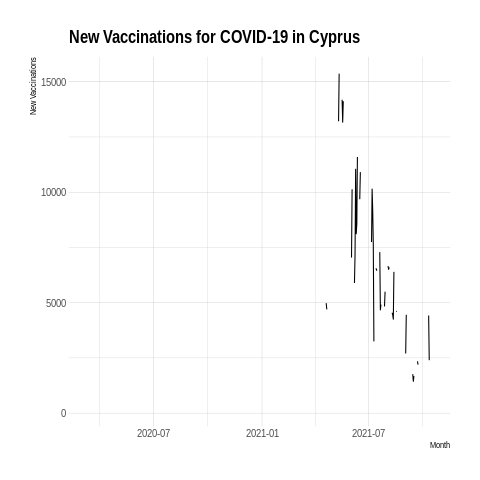 New Vaccinations for COVID-19 in Cyprus
New Vaccinations
15000
10000
5000
0
2020-07 2021-01 2021-07
Month